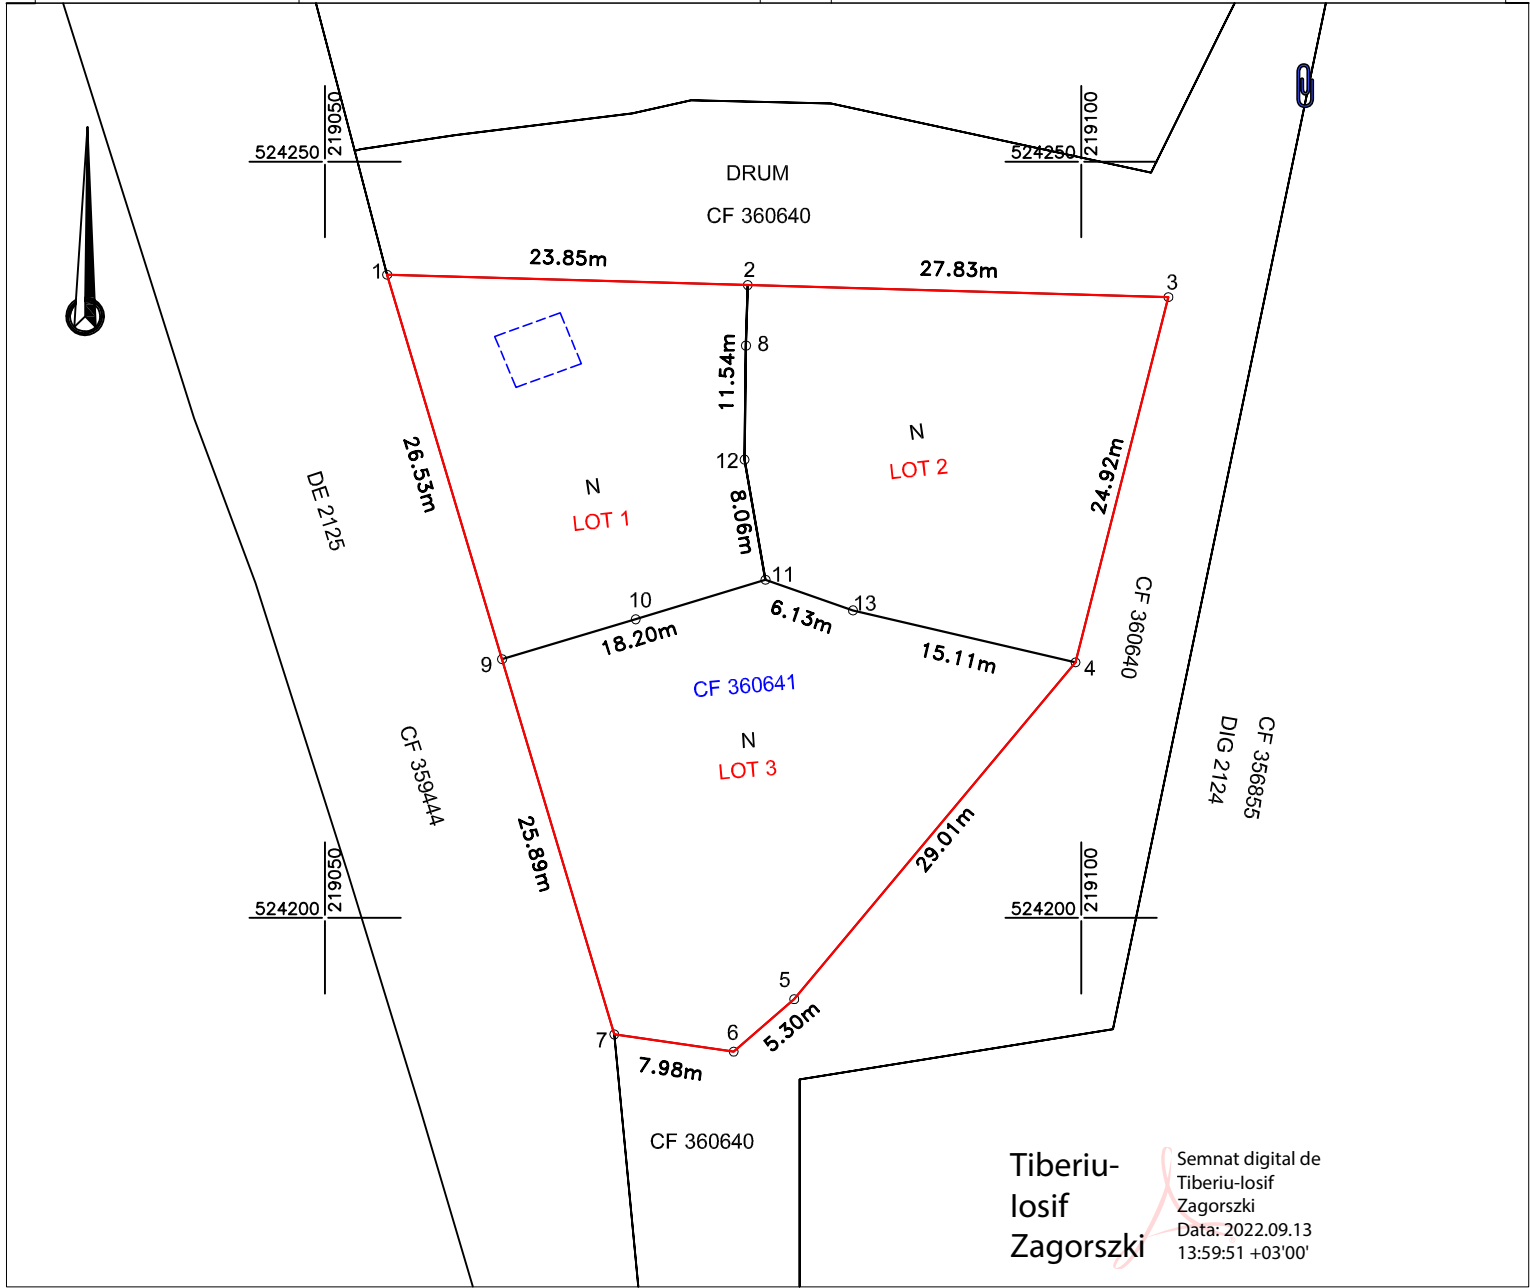 219050
524250
219100
524250
DRUM
CF 360640
23.85m
27.83m
1
2
3
8
11.54m
N
LOT 2
12
26.53m
24.92m
DE 2125
N
LOT 1
8.06m
11
10
13
6.13m
18.20m
15.11m
CF 360640
9
4
CF 360641
N
LOT 3
CF 359444
CF 356855
DIG 2124
25.89m
29.01m
219050
524200
219100
524200
5
5.30m
6
7
7.98m
CF 360640
Tiberiu-
Iosif
Zagorszki
Semnat digital de
Tiberiu-Iosif
Zagorszki
Data: 2022.09.13
13:59:51 +03'00'